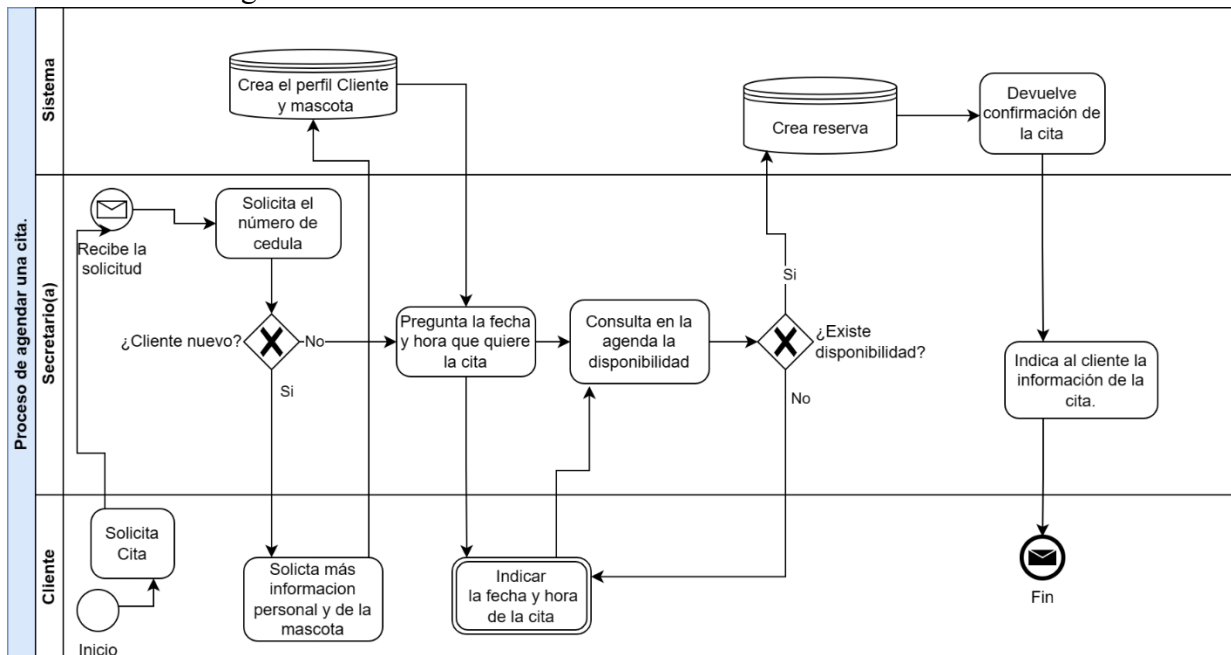 Proceso de agendar una cita.
Sistema
Crea el perfil Cliente
y mascota
Crea reserva
Devuelve
confirmación de
la cita
Secretario(a)
Recibe la
solicitud
Solicita el
número de
cedula
¿Cliente nuevo?
No
Si
Pregunta la fecha
y hora que quiere
la cita
Consulta en la
agenda la
disponibilidad
Si
¿Existe
disponibilidad?
No
Indica al cliente la
información de la
cita.
Cliente
Solicita
Cita
Inicio
Solicta más
informacion
personal y de la
mascota
Indicar
la fecha y hora
de la cita
Fin